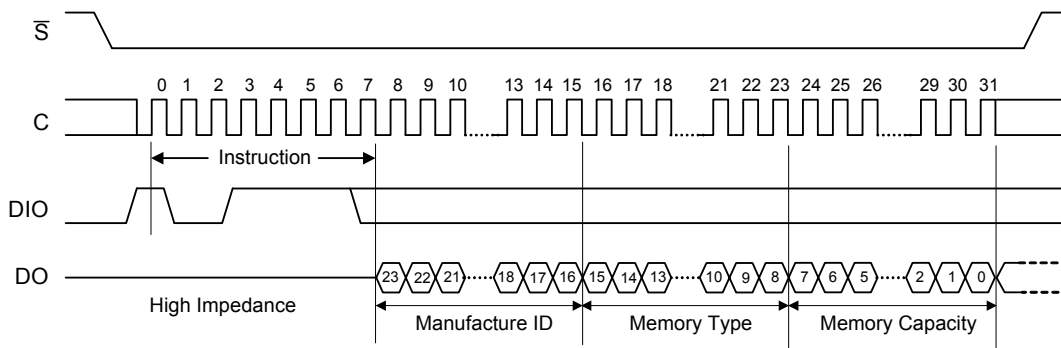 S
0 1 2 3 4 5 6 7 8 9 10 13 14 15 16 17 18 21 22 23 24 25 26 29 30 31
C
Instruction
DIO
DO
23 22 21 18 17 16 15 14 13 10 9 8 7 6 5 2 1 0
High Impedance
Manufacture ID Memory Type Memory Capacity